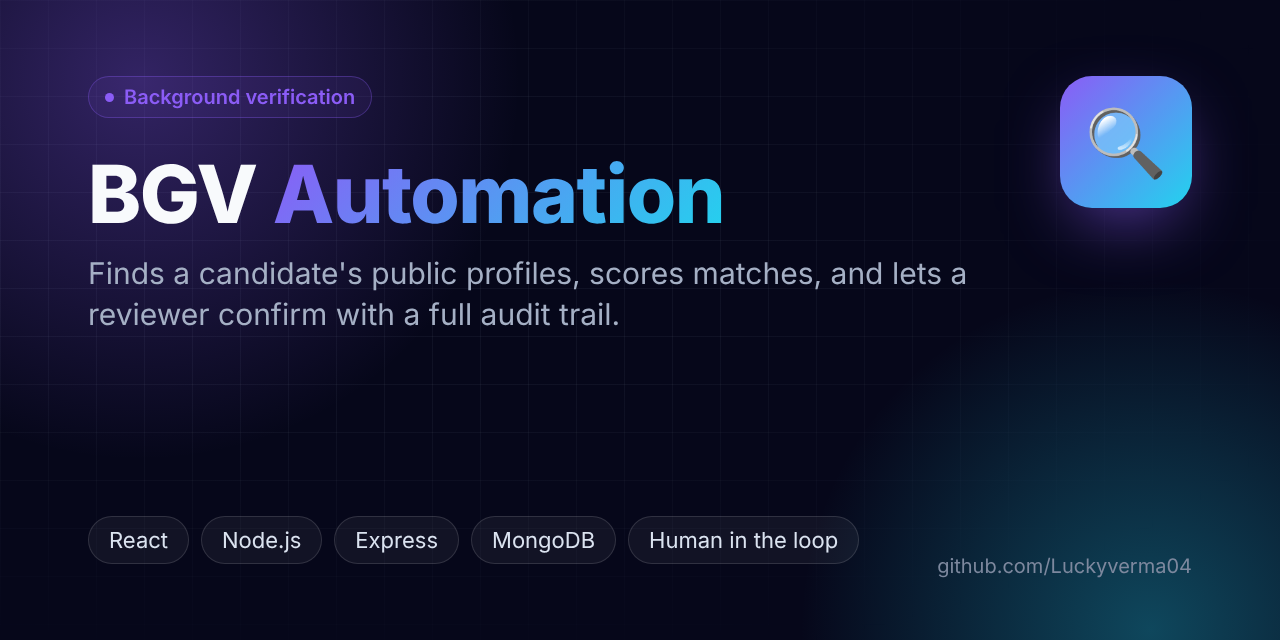 Background verification
BGV Automation
Finds a candidate's public profiles, scores matches, and lets a
reviewer confirm with a full audit trail.
React
Node.js
Express
MongoDB
Human in the loop
github.com/Luckyverma04